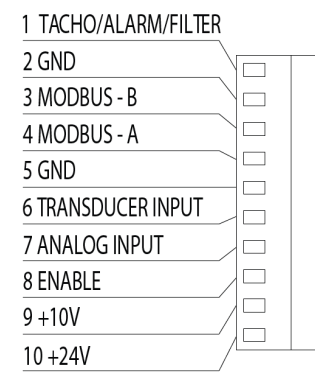 1 TACHO/ALARM/FILTER
2 GND
3 MODBUS - B
4 MODBUS - A
5 GND
6 TRANSDUCER INPUT
7 ANALOG INPUT
8 ENABLE
9 +10V
10 +24V